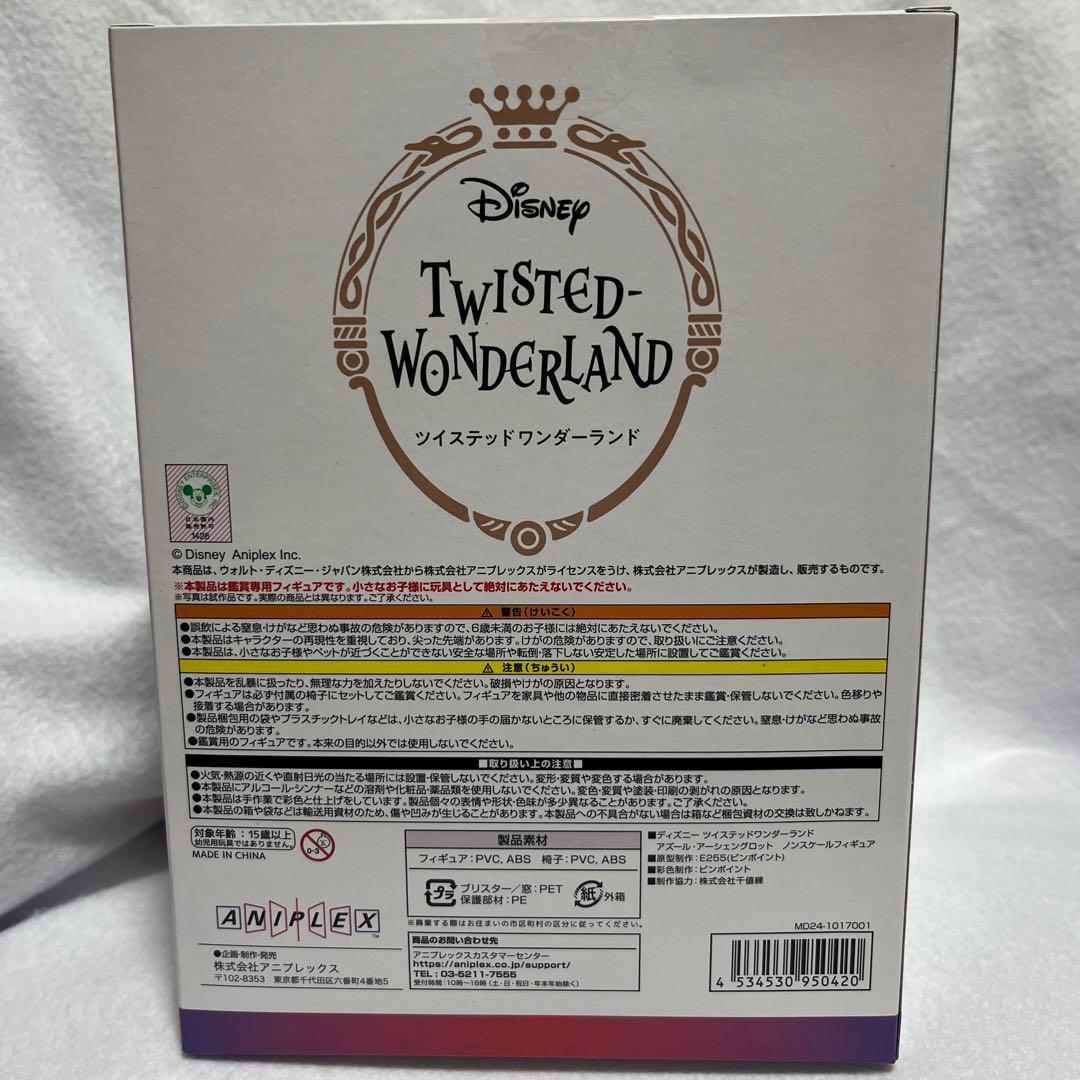 Disney
TWISTED-
WONDERLAND
ツイステッドワンダーランド
©DISNEY ENTERPRISES INC
日本国内
販売許可
1426
© Disney Aniplex Inc.
本商品は、ウォルト・ディズニー・ジャパン株式会社から株式会社アニプレックスがライセンスをうけ、株式会社アニプレックスが製造し、販売するものです。
※本製品は鑑賞専用フィギュアです。小さなお子様に玩具として絶対にあたえないでください。
※写真は試作品です。実際の商品とは異なります。ご了承ください。
⚠ 警告(けいこく)
●誤飲による窒息・けがなど思わぬ事故の危険がありますので、6歳未満のお子様には絶対にあたえないでください。
●本製品はキャラクターの再現性を重視しており、尖った先端があります。けがの危険がありますので、取り扱いにご注意ください。
●本製品は、小さなお子様やペットが近づくことができない安全な場所や転倒・落下しない安定した場所に設置してご鑑賞ください。
⚠ 注意(ちゅうい)
●本製品を乱暴に扱ったり、無理な力を加えたりしないでください。破損やけがの原因となります。
●フィギュアは必ず付属の椅子にセットしてご鑑賞ください。フィギュアを家具や他の物品に直接密着させたまま鑑賞・保管しないでください。色移りや
接着する場合があります。
●製品梱包用の袋やプラスチックトレイなどは、小さなお子様の手の届かないところに保管するか、すぐに廃棄してください。窒息・けがなど思わぬ事故
の危険があります。
●鑑賞用のフィギュアです。本来の目的以外では使用しないでください。
■取り扱い上の注意■
●火気・熱源の近くや直射日光の当たる場所には設置・保管しないでください。変形・変質や変色する場合があります。
●本製品にアルコール・シンナーなどの溶剤や化粧品・薬品類を使用しないでください。変色・変質や塗装・印刷の剥がれの原因となります。
●本製品は手作業で彩色と仕上げをしています。製品個々の表情や形状・色味が多少異なることがあります。ご了承ください。
●本製品の箱や袋などは輸送用資材のため、傷や凹みが生じることがあります。本製品への不具合がない場合は箱など梱包資材の交換は致しかねます。
対象年齢：15歳以上
幼児用玩具ではありません。
0-3
MADE IN CHINA
製品素材
フィギュア：PVC, ABS 椅子：PVC, ABS
プラ
ブリスター／窓：PET
保護部材：PE
紙
外箱
※廃棄する際はお住まいの市区町村の区分に従ってください。
■ディズニー ツイステッドワンダーランド
アズール・アーシェングロット ノンスケールフィギュア
■原型制作：E255(ピンポイント)
■彩色制作：ピンポイント
■制作協力：株式会社千値練
ANIPLEX
TM
●企画・制作・発売
株式会社アニプレックス
〒102-8353 東京都千代田区六番町4番地5
商品のお問い合わせ先
アニプレックスカスタマーセンター
https://aniplex.co.jp/support/
TEL：03-5211-7555
受付時間：10時～18時（土・日・祝日・年末年始除く）
MD24-1017001
4 534530 950420